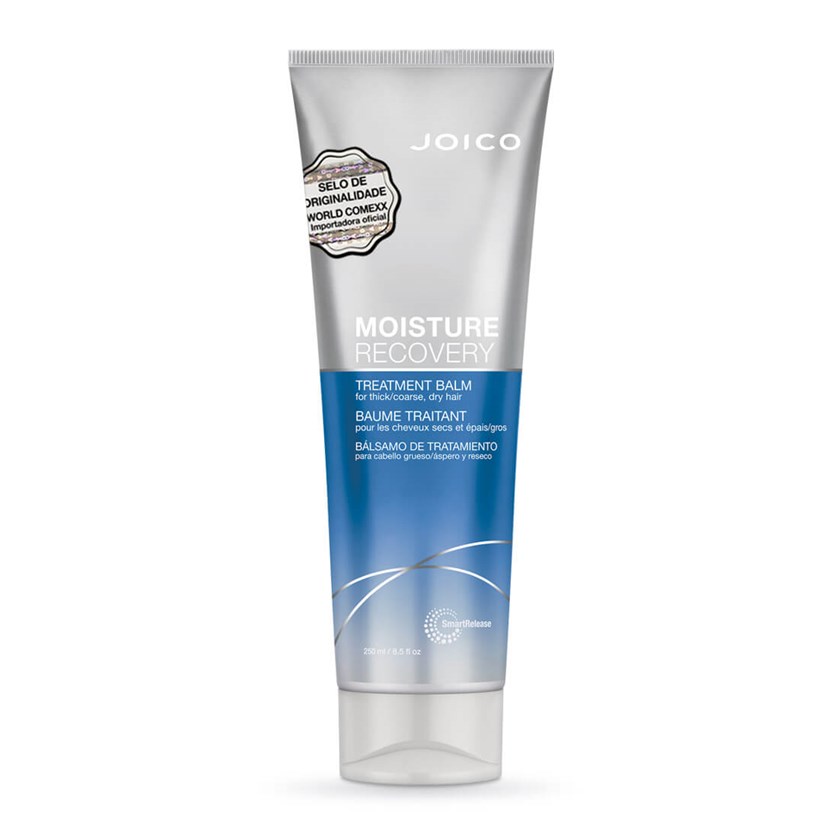 JOICO
SELO DE
ORIGINALIDADE
WORLD COMEXX
Importadora oficial
MOISTURE
RECOVERY
TREATMENT BALM
for thick/coarse, dry hair
BAUME TRAITANT
pour les cheveux secs et épais/gros
BÁLSAMO DE TRATAMIENTO
para cabello grueso/áspero y reseco
SmartRelease
250 ml / 8.5 fl oz